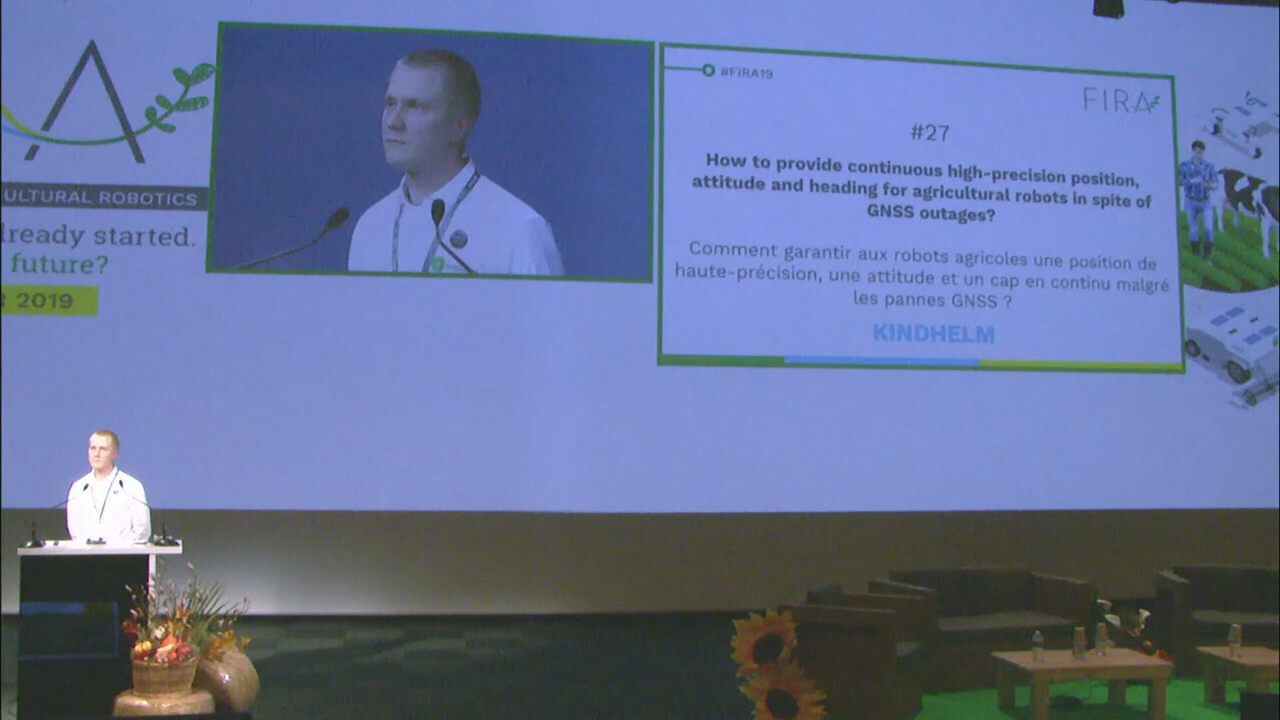 ULTURAL ROBOTICS
lready started.
future?
2019
#FIRA19
FIRA
#27
How to provide continuous high-precision position,
attitude and heading for agricultural robots in spite of
GNSS outages?
Comment garantir aux robots agricoles une position de
haute-précision, une attitude et un cap en continu malgré
les pannes GNSS ?
KINDHELM